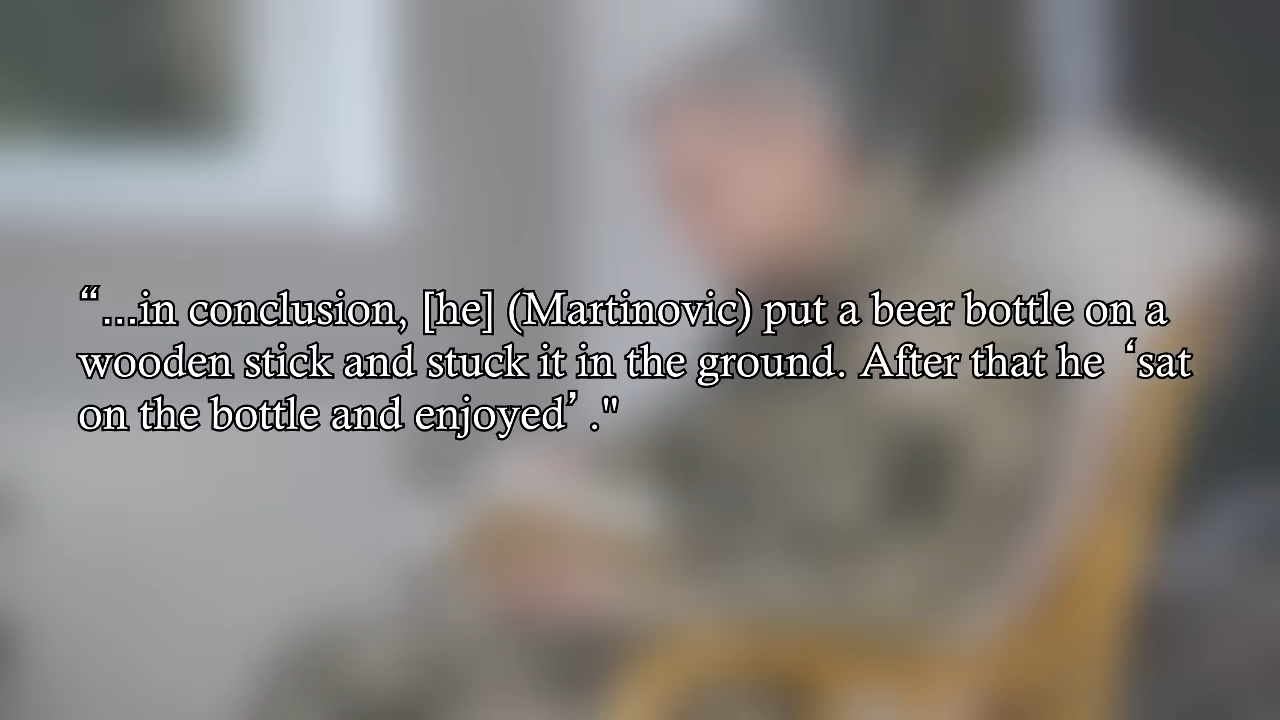 “ ...in conclusion, [he] (Martinovic) put a beer bottle on a
wooden stick and stuck it in the ground. After that he ‘sat
on the bottle and enjoyed’ ."